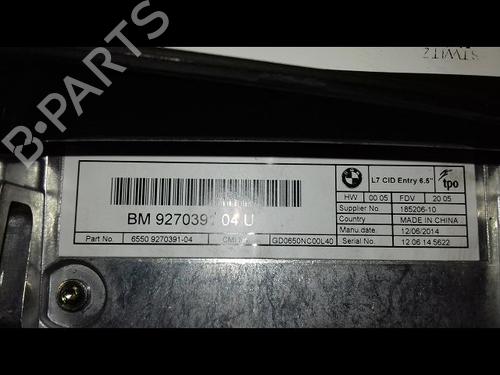 STWITZ
B-PARTS
L7 CID Entry 6.5"
tpo
HW 00 05 FDV 20 05
Supplier No. 185206-10
Country MADE IN CHINA
Manu.date 12/06/2014
Serial No. 12 06 14 5622
BM 9270391 04 U
Part No 6550 9270391-04 GD0650NC00L40